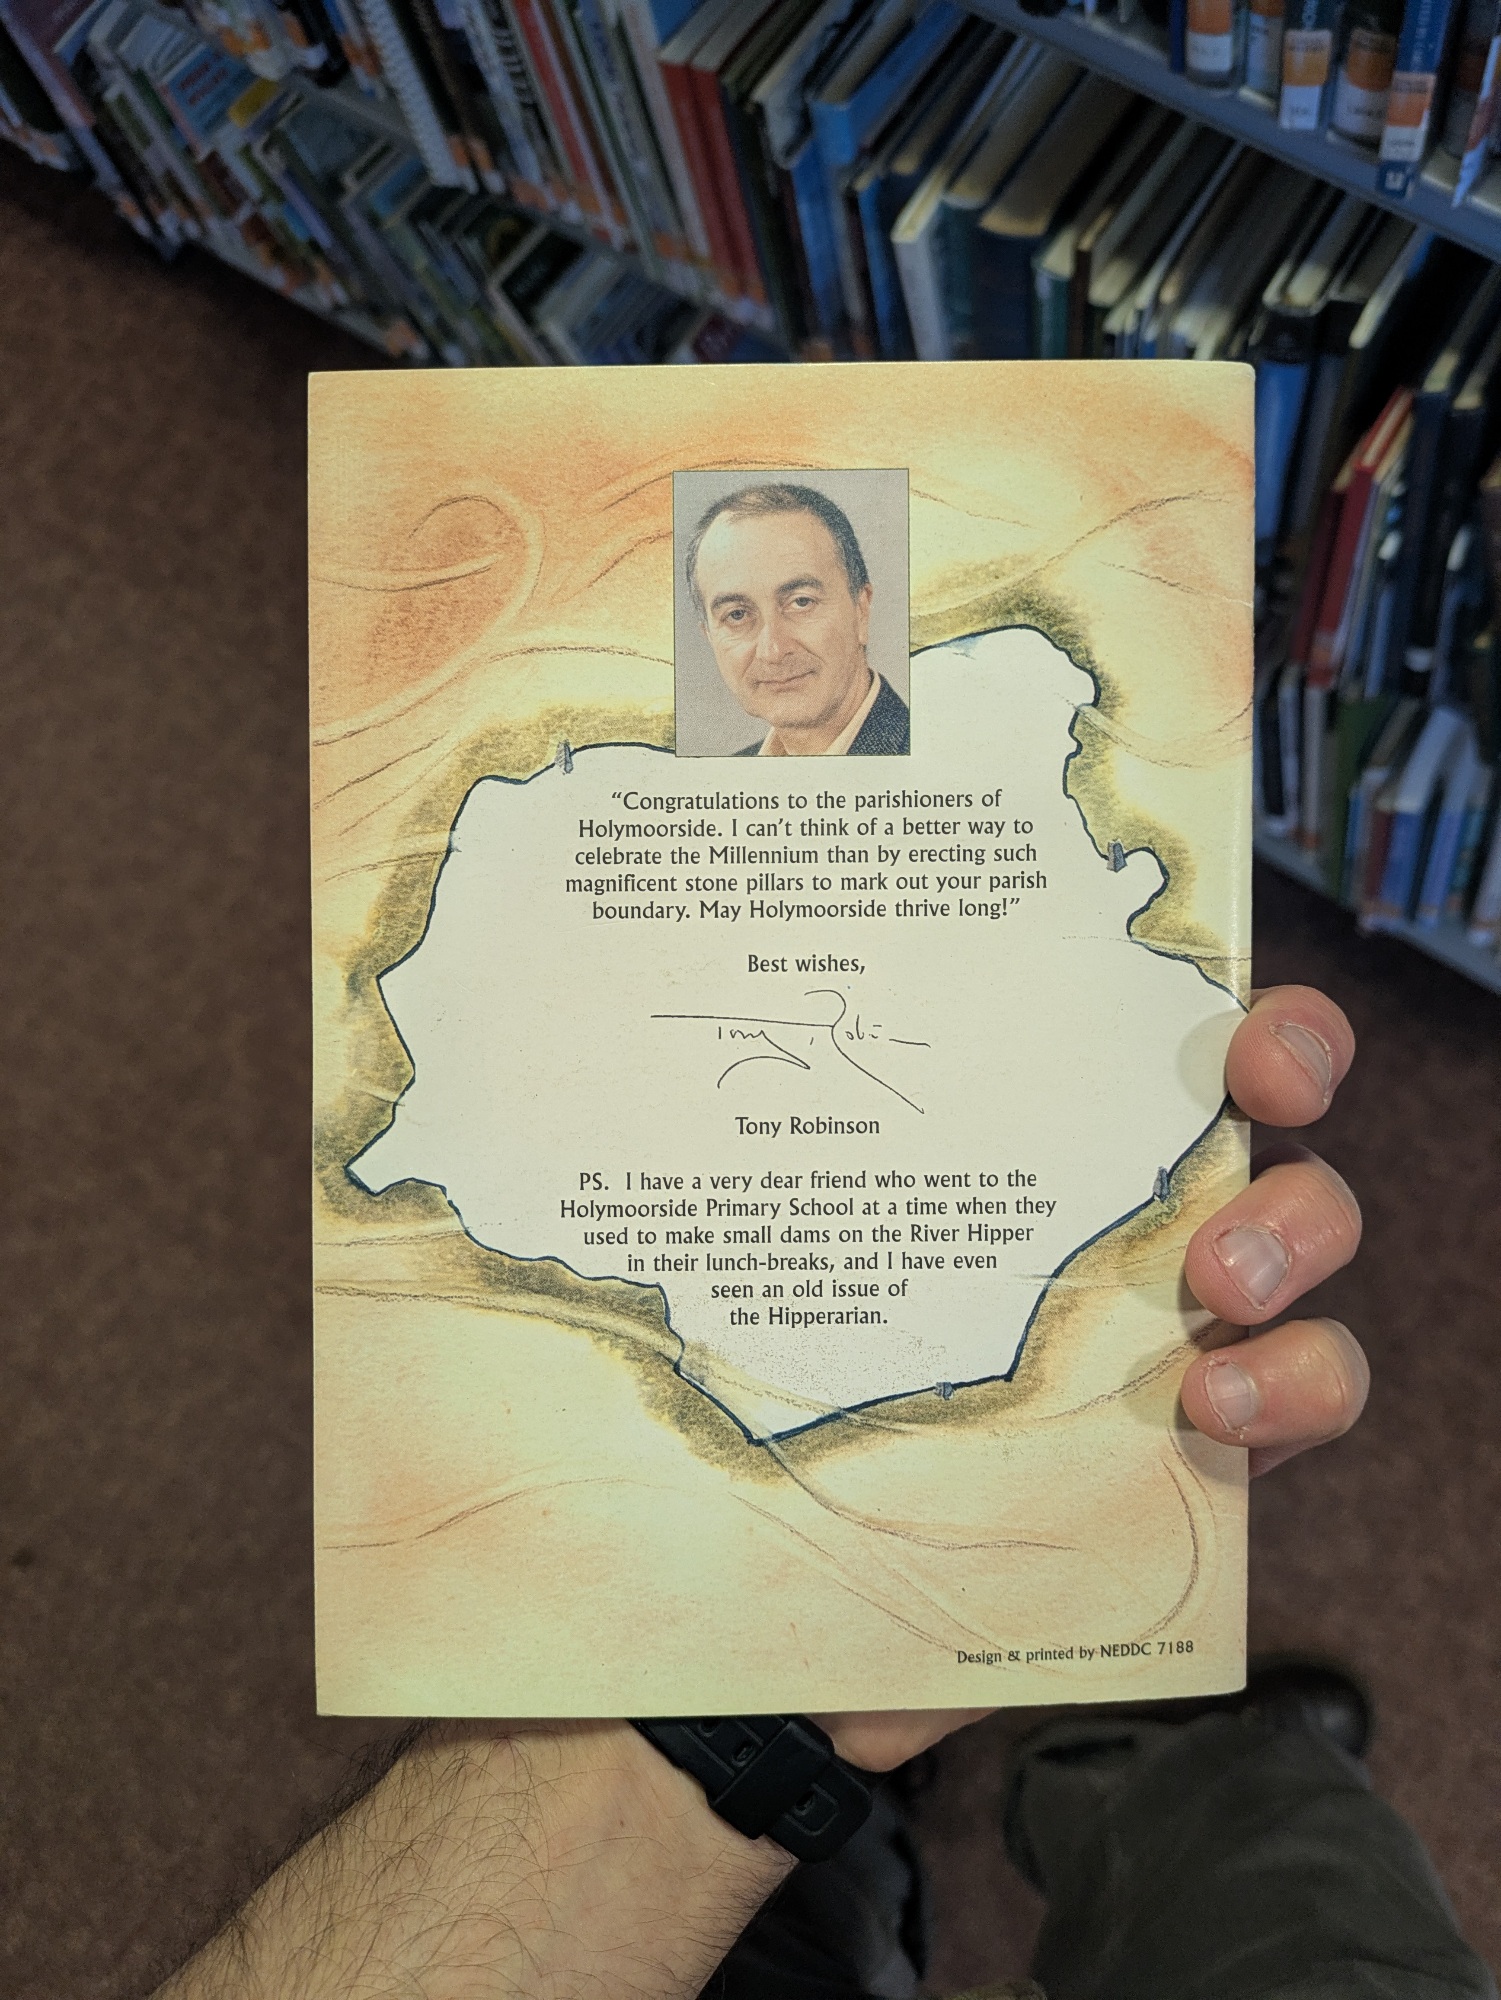 “Congratulations to the parishioners of
Holymoorside. I can’t think of a better way to
celebrate the Millennium than by erecting such
magnificent stone pillars to mark out your parish
boundary. May Holymoorside thrive long!”
Best wishes,
Tony Robinson
Tony Robinson
PS. I have a very dear friend who went to the
Holymoorside Primary School at a time when they
used to make small dams on the River Hipper
in their lunch-breaks, and I have even
seen an old issue of
the Hipperarian.
Design & printed by NEDDC 7188